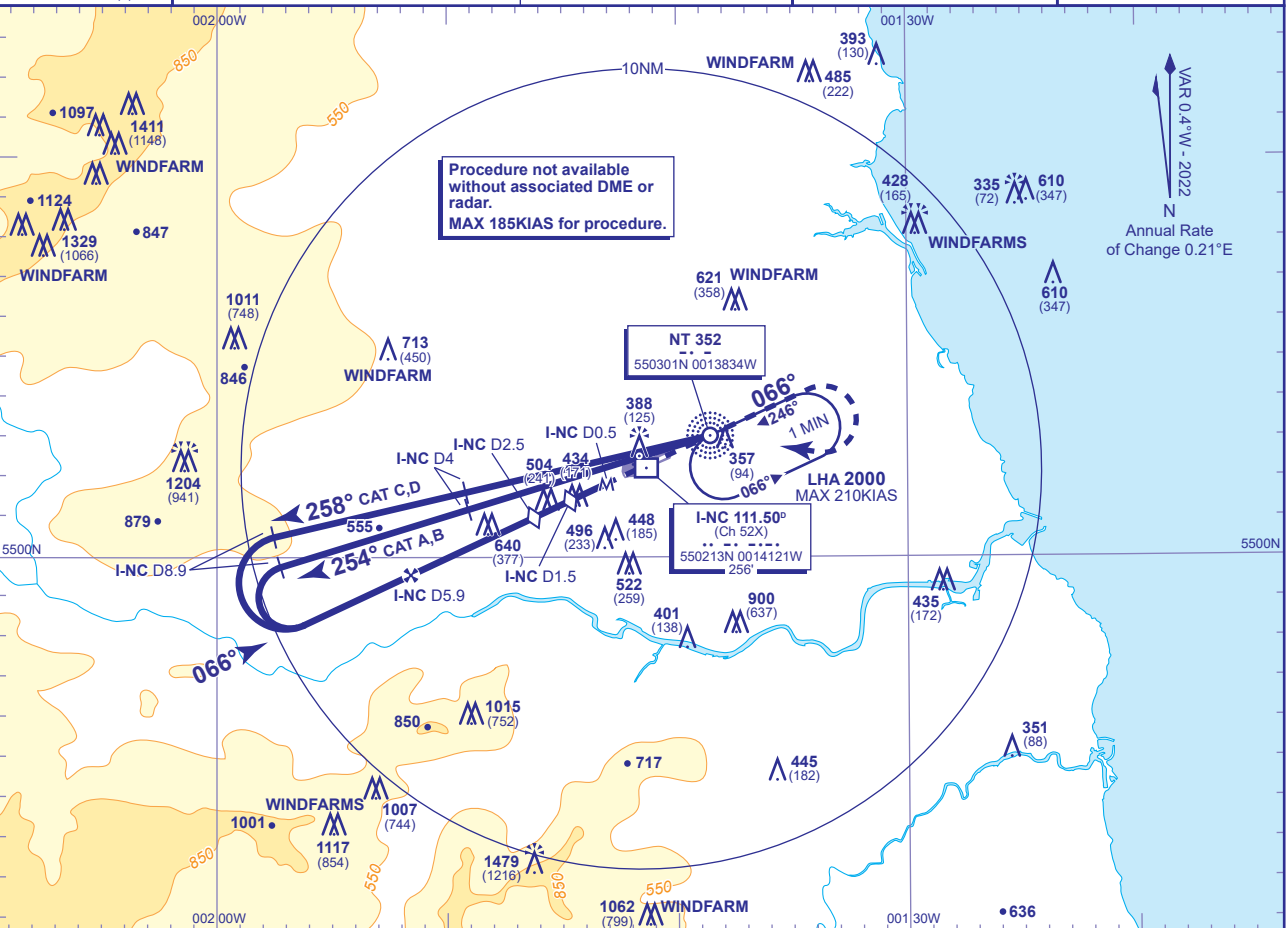 002 00W
001 30W
850
550
10NM
WINDFARM
393
(130)
485
(222)
VAR 0.4°W - 2022
N
Annual Rate
of Change 0.21°E
1097
1411
(1148)
WINDFARM
1124
847
1329
(1066)
WINDFARM
Procedure not available
without associated DME or
radar.
MAX 185KIAS for procedure.
428
(165)
WINDFARMS
335
(72)
610
(347)
610
(347)
621
(358)
WINDFARM
1011
(748)
846
713
(450)
WINDFARM
NT 352
550301N 0013834W
066°
246°
1 MIN
066°
LHA 2000
MAX 210KIAS
388
(125)
357
(94)
I-NC D0.5
I-NC D2.5
I-NC D4
504
(241)
434
(171)
1204
(941)
879
258° CAT C,D
555
254° CAT A,B
I-NC D8.9
640
(377)
496
(233)
448
(185)
I-NC D1.5
I-NC D5.9
522
(259)
I-NC 111.50D
(Ch 52X)
550213N 0014121W
256'
5500N
5500N
066°
401
(138)
900
(637)
435
(172)
850
1015
(752)
717
445
(182)
351
(88)
WINDFARMS
1007
(744)
1001
1117
(854)
850
550
1479
(1216)
850
550
1062
(799)
WINDFARM
636
002 00W
001 30W